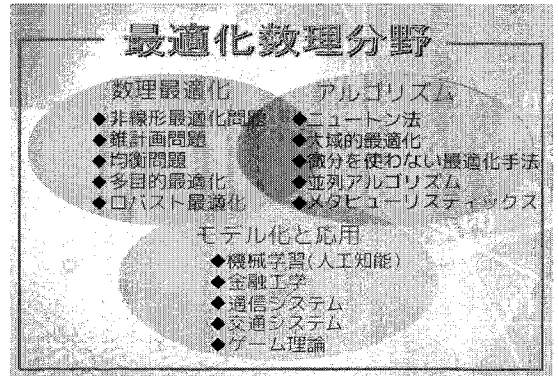 最適化数理分野
数理最適化
◆非線形最適化問題
◆錐計画問題
◆均衡問題
◆多目的最適化
◆ロバスト最適化
アルゴリズム
◆ニュートン法
◆大域的最適化
◆微分を使わない最適化手法
◆並列アルゴリズム
◆メタヒューリスティックス
モデル化と応用
◆機械学習(人工知能)
◆金融工学
◆通信システム
◆交通システム
◆ゲーム理論